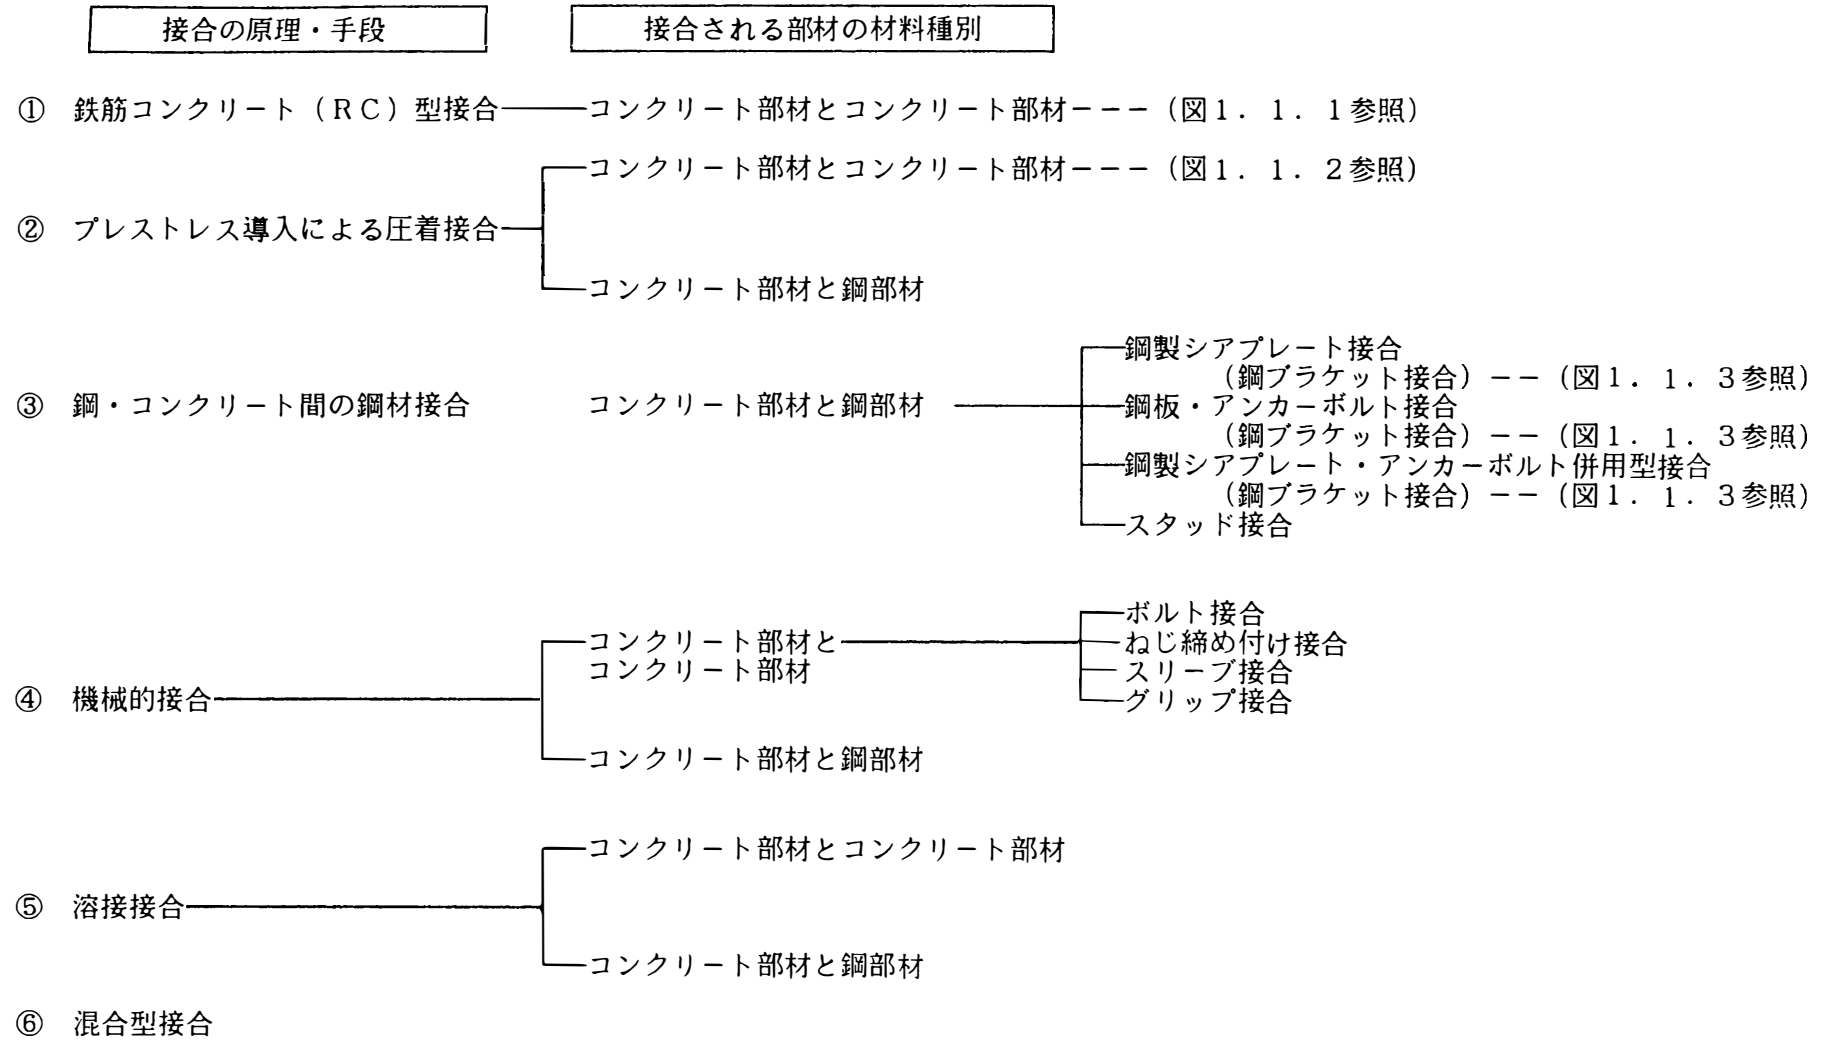 接合の原理・手段　接合される部材の材料種別
① 鉄筋コンクリート（ＲＣ）型接合 コンクリート部材とコンクリート部材－－－（図１．１．１参照）
コンクリート部材とコンクリート部材－－－（図１．１．２参照）
② プレストレス導入による圧着接合
コンクリート部材と鋼部材
鋼製シアプレート接合
（鋼ブラケット接合）－－（図１．１．３参照）
③ 鋼・コンクリート間の鋼材接合 コンクリート部材と鋼部材 鋼板・アンカーボルト接合
（鋼ブラケット接合）－－（図１．１．３参照）
鋼製シアプレート・アンカーボルト併用型接合
（鋼ブラケット接合）－－（図１．１．３参照）
スタッド接合
ボルト接合
コンクリート部材と ねじ締め付け接合
コンクリート部材 スリーブ接合
④ 機械的接合 グリップ接合
コンクリート部材と鋼部材
コンクリート部材とコンクリート部材
⑤ 溶接接合
コンクリート部材と鋼部材
⑥ 混合型接合